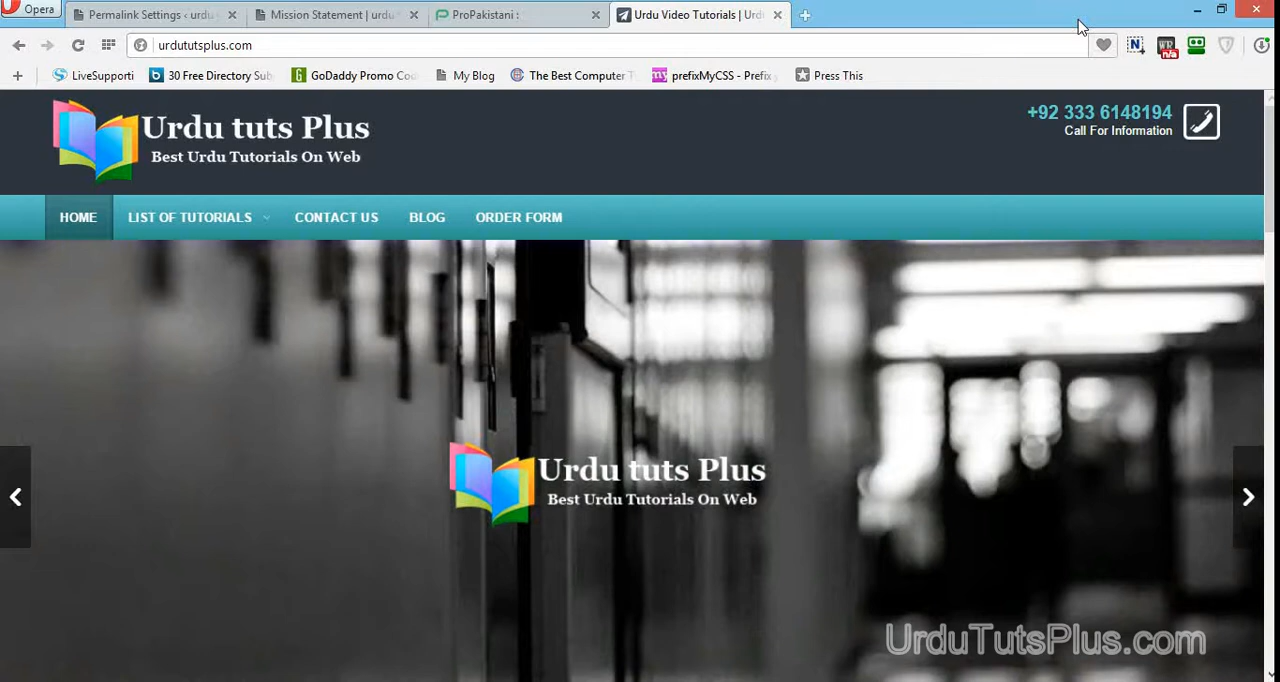 Opera
Permalink Settings ‹ urdu
Mission Statement | urdu
ProPakistani :
Urdu Video Tutorials | Urdu
urdututsplus.com
N
WR
n/a
LiveSupporti
30 Free Directory Sub
GoDaddy Promo Co
My Blog
The Best Computer T
my
prefixMyCSS - Prefix
Press This
Urdu tuts Plus
Best Urdu Tutorials On Web
+92 333 6148194
Call For Information
HOME
LIST OF TUTORIALS
CONTACT US
BLOG
ORDER FORM
Urdu tuts Plus
Best Urdu Tutorials On Web
UrduTutsPlus.com